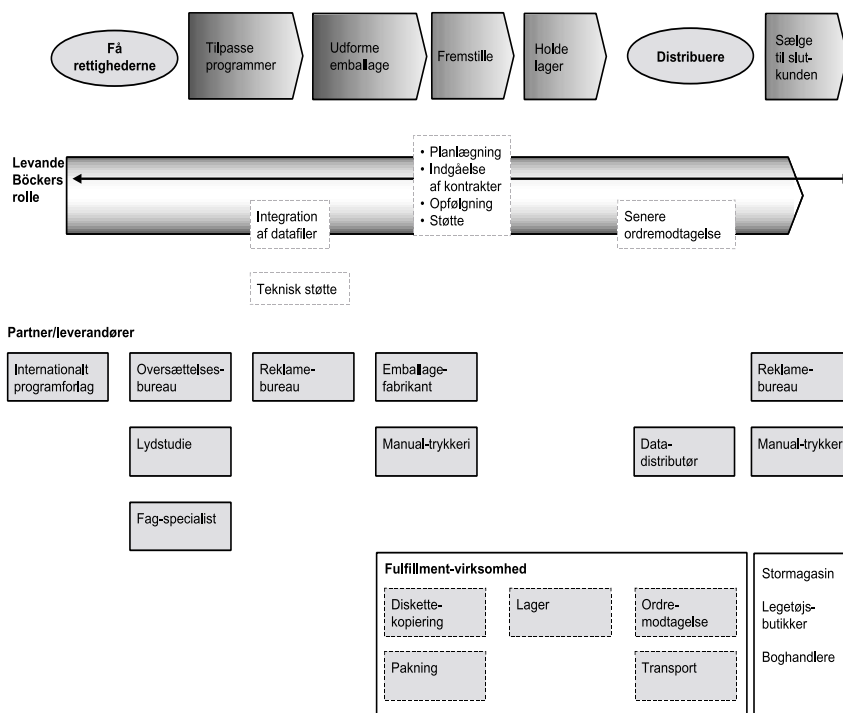 Få
rettighederne
Tilpasse
programmer
Udforme
emballage
Fremstille
Holde
lager
Distribuere
Sælge
til slut-
kunden
Levande
Böckers
rolle
• Planlægning
• Indgåelse
af kontrakter
• Opfølgning
• Støtte
Integration
af datafiler
Senere
ordremodtagelse
Teknisk støtte
Partner/leverandører
Internationalt
programforlag
Oversættelses-
bureau
Reklame-
bureau
Emballage-
fabrikant
Reklame-
bureau
Lydstudie
Manual-trykkeri
Data-
distributør
Manual-trykker
Fag-specialist
Fulfillment-virksomhed
Diskette-
kopiering
Lager
Ordre-
modtagelse
Pakning
Transport
Stormagasin
Legetøjs-
butikker
Boghandlere